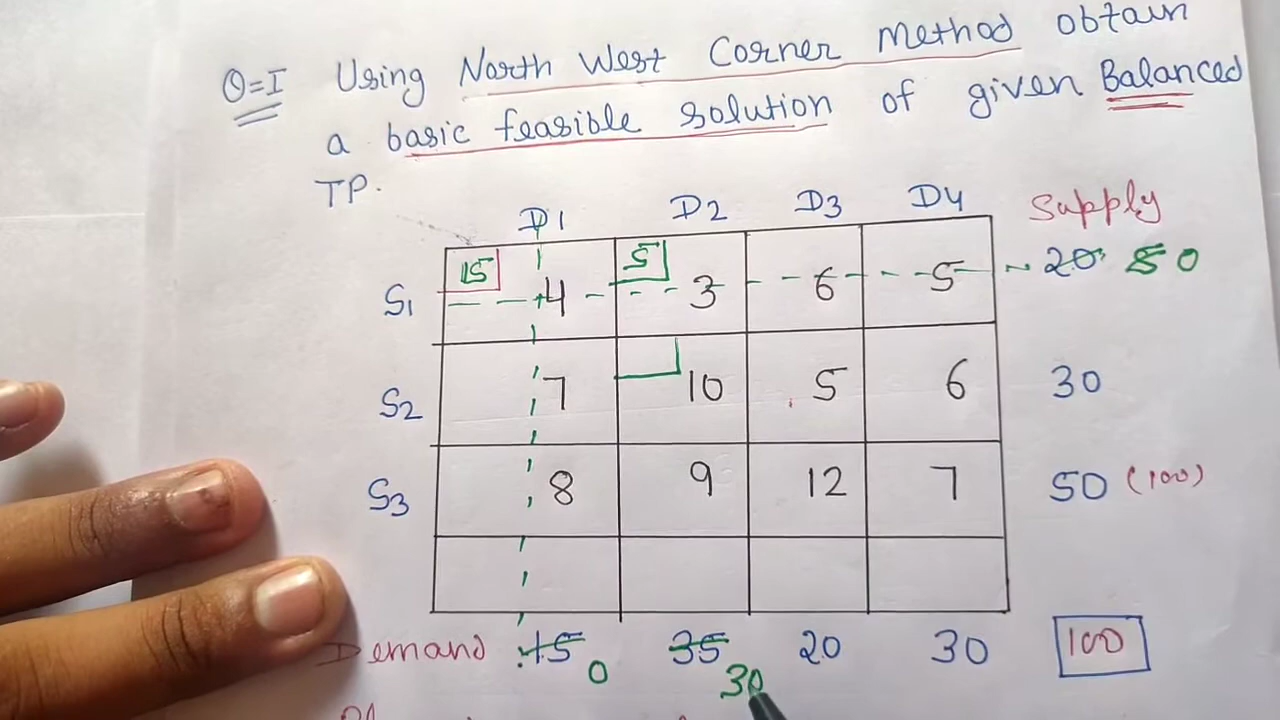 Q=I Using North West Corner Method obtain
a basic feasible solution of given Balanced
TP.
D1 D2 D3 D4 Supply
S1 15 4 5 3 6 5 20 5 0
S2 7 10 5 6 30
S3 8 9 12 7 50 (100)
Demand 15 0 35 30 20 30 100